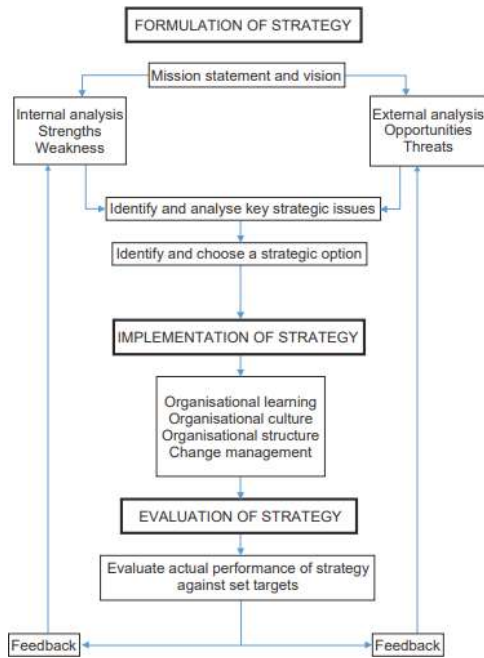 FORMULATION OF STRATEGY
Mission statement and vision
Internal analysis
Strengths
Weakness
External analysis
Opportunities
Threats
Identify and analyse key strategic issues
Identify and choose a strategic option
IMPLEMENTATION OF STRATEGY
Organisational learning
Organisational culture
Organisational structure
Change management
EVALUATION OF STRATEGY
Evaluate actual performance of strategy
against set targets
Feedback
Feedback